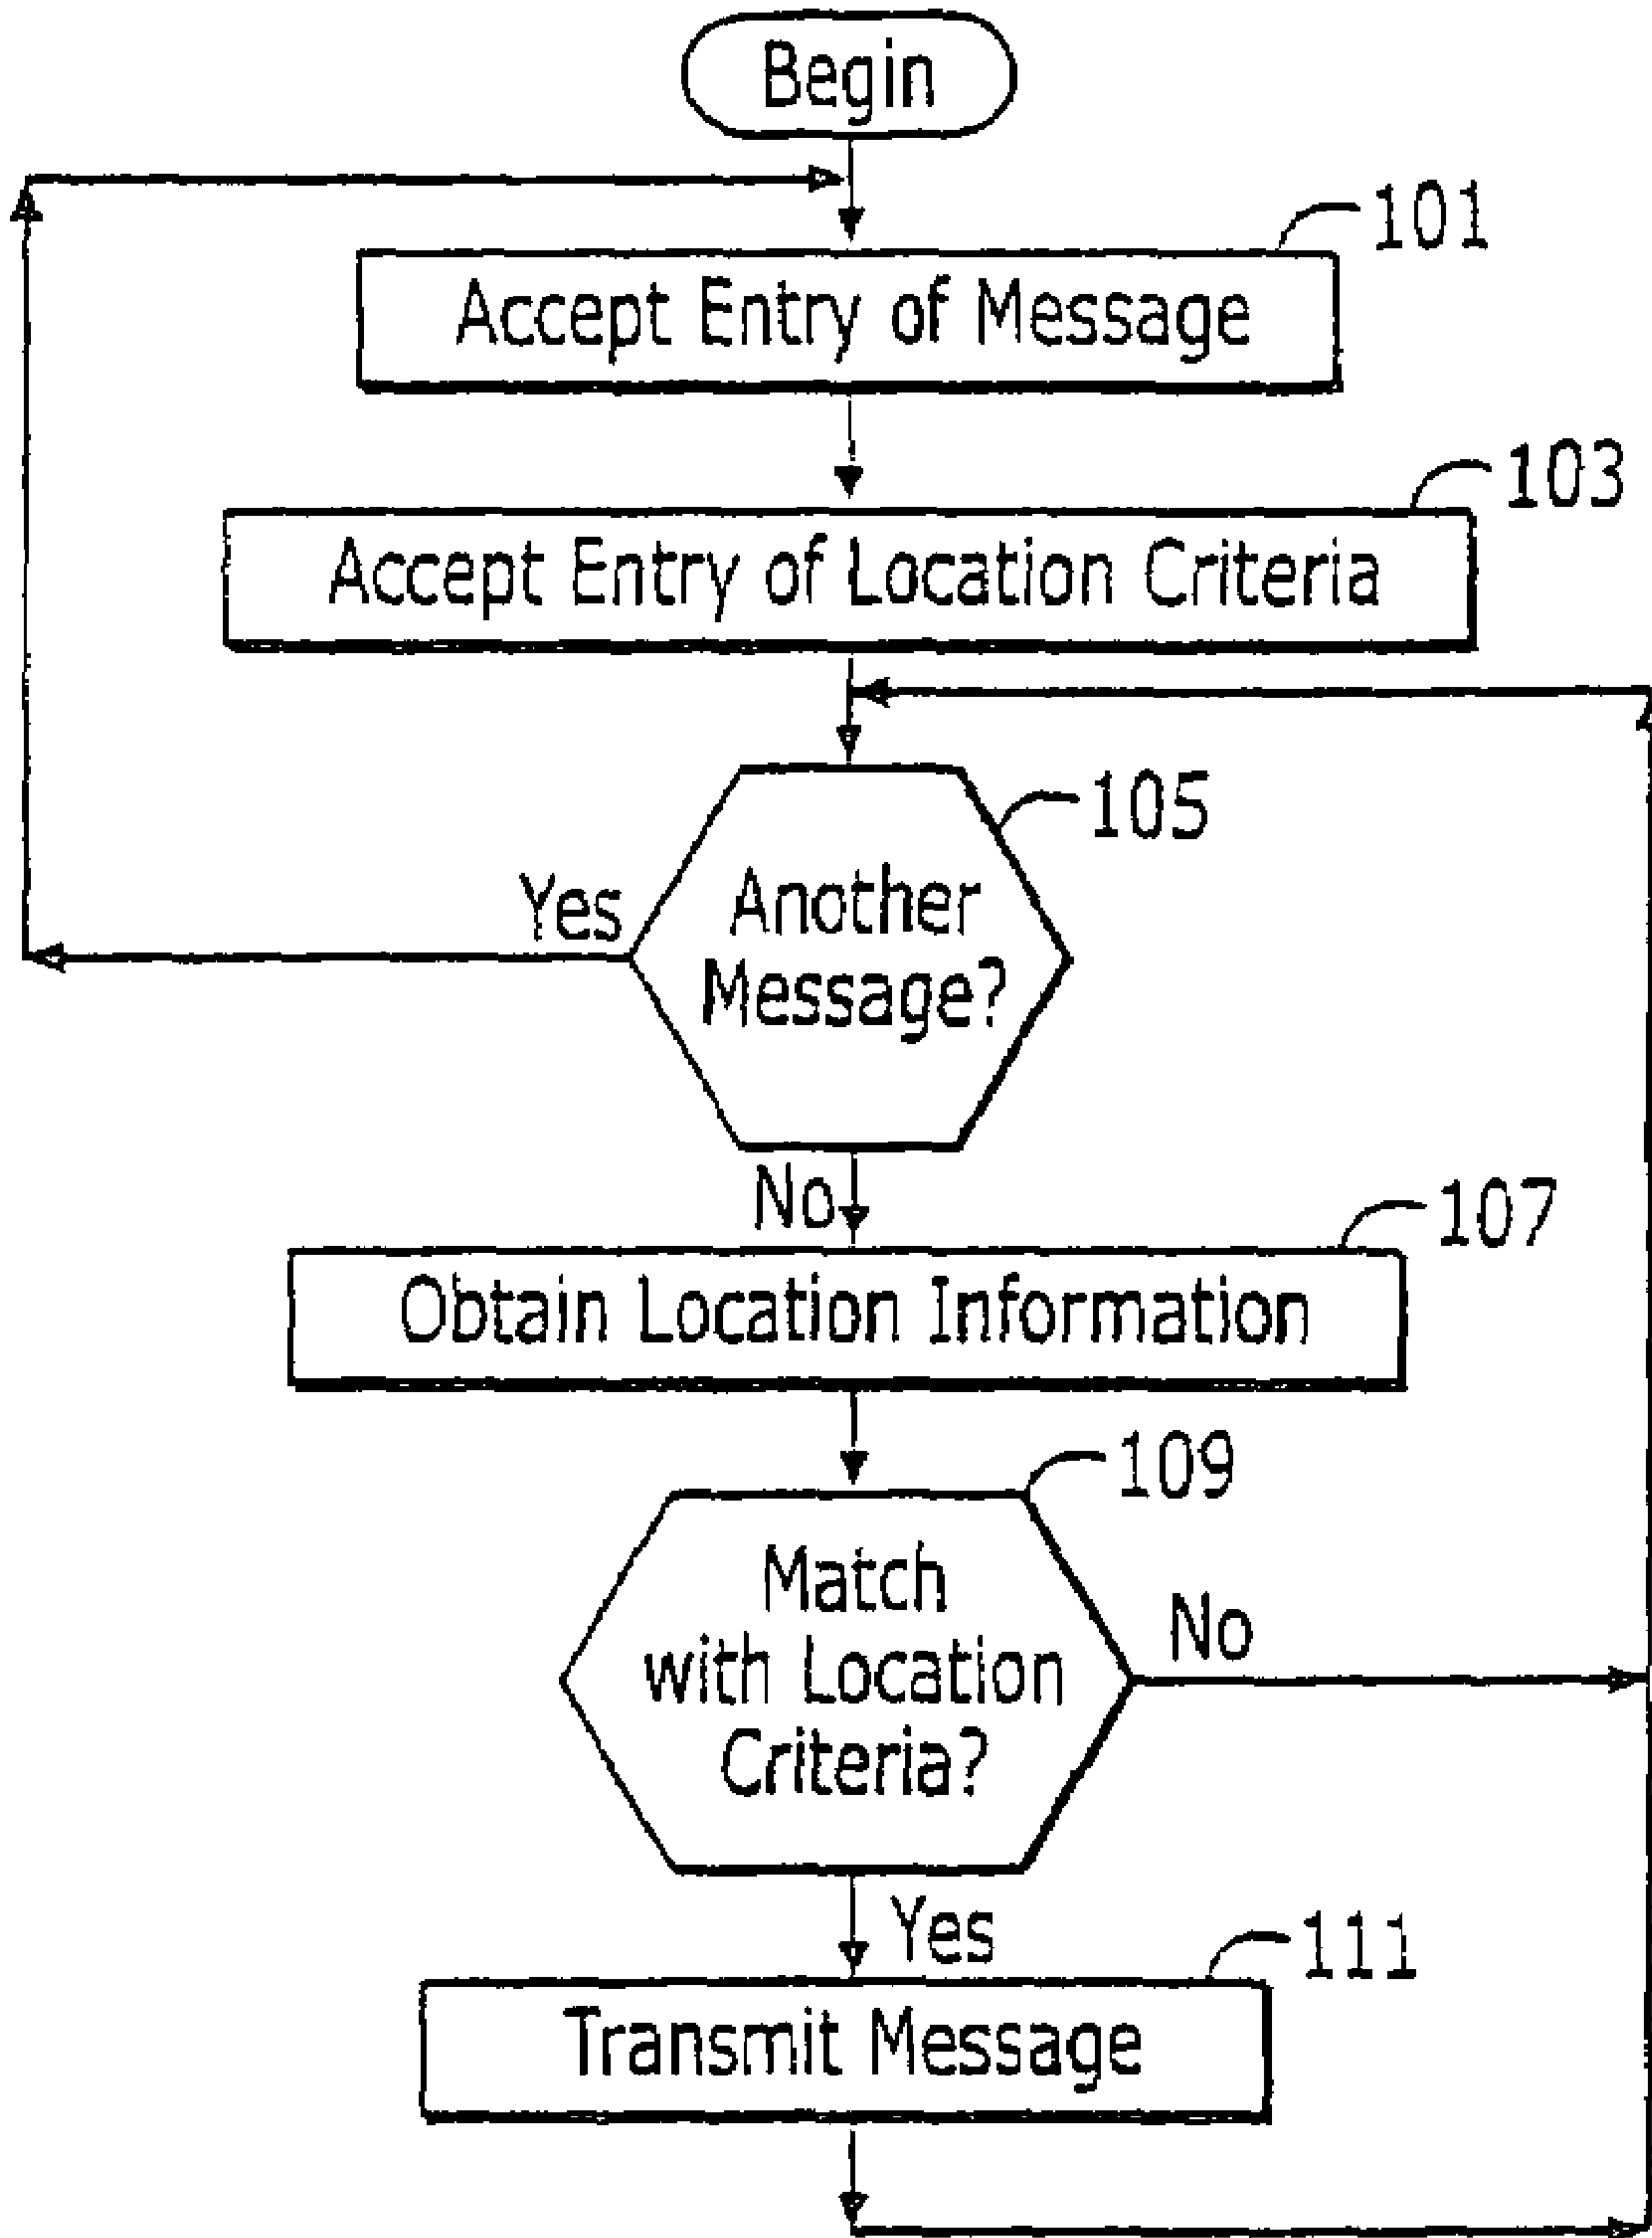 Begin
101
Accept Entry of Message
103
Accept Entry of Location Criteria
105
Another
Message?
Yes
No
107
Obtain Location Information
109
Match
with Location
Criteria?
No
Yes
111
Transmit Message